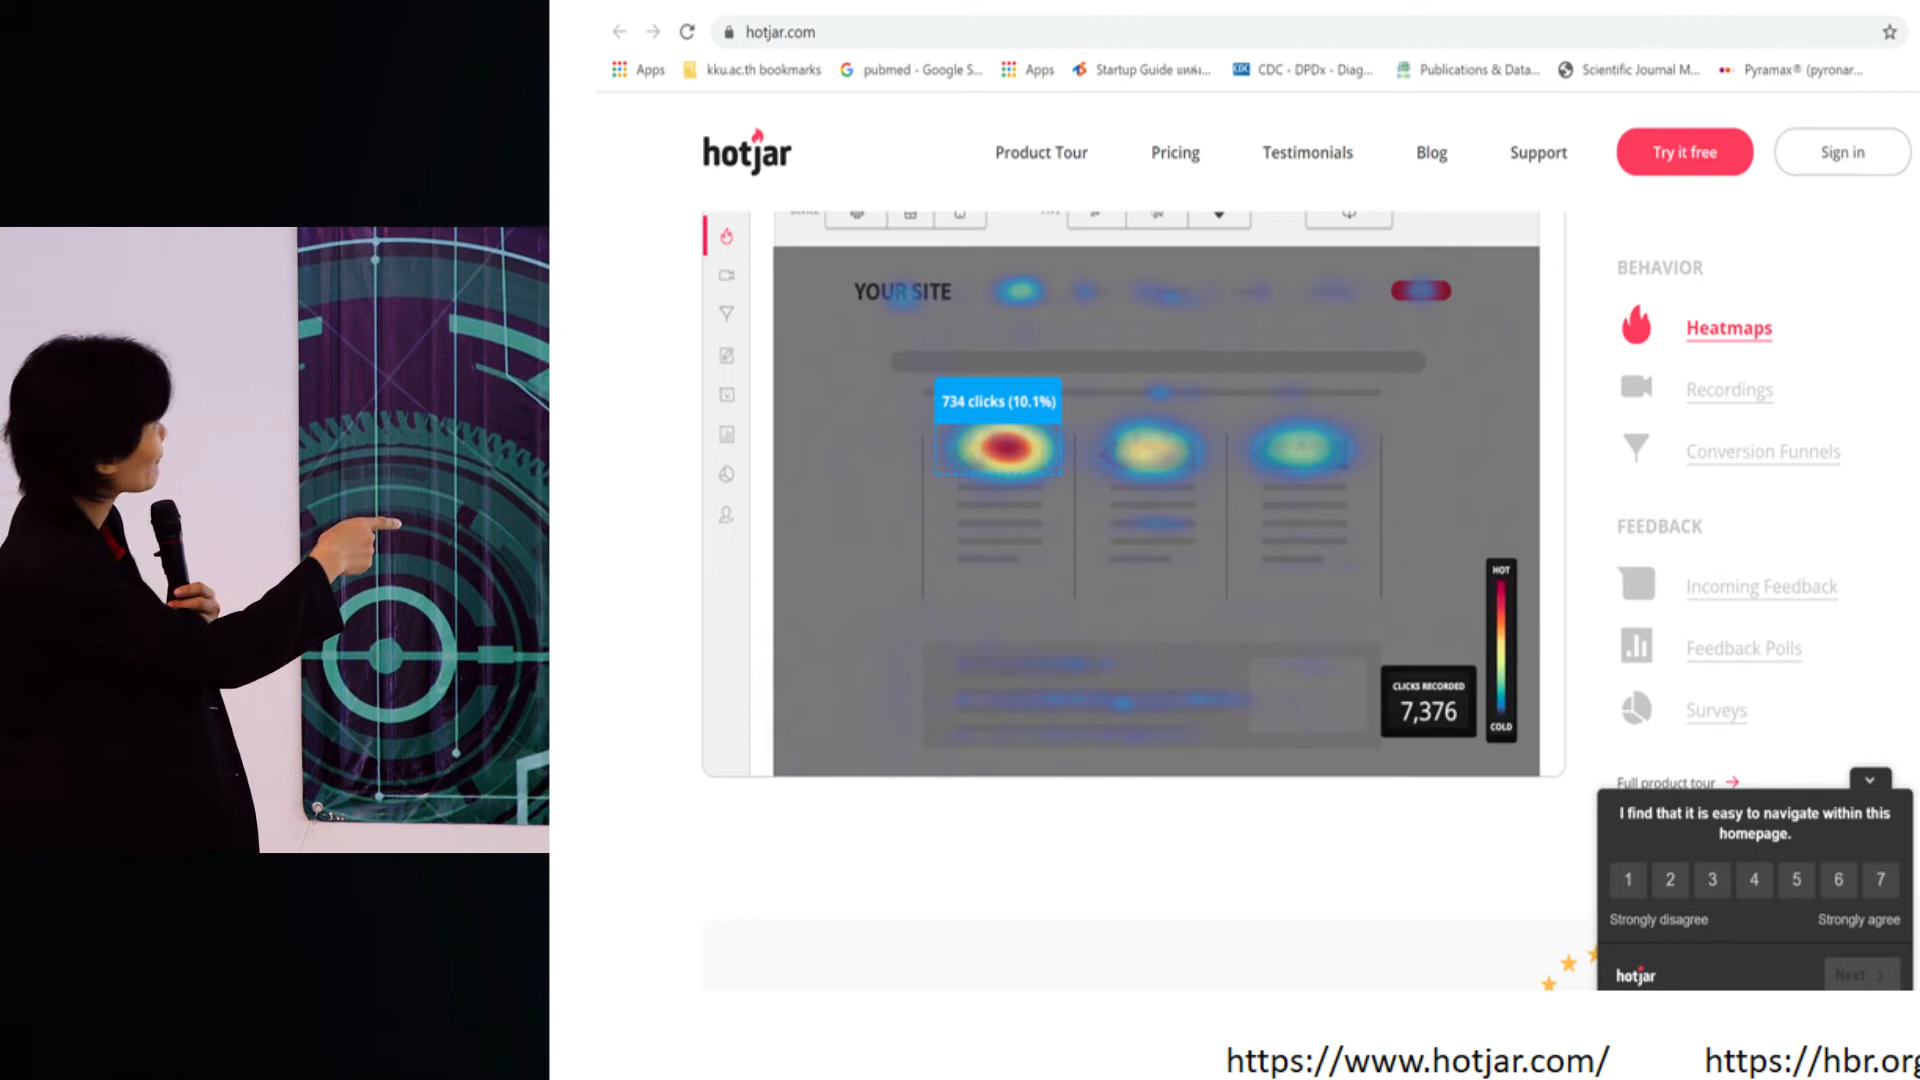 hotjar.com
Apps
kku.ac.th bookmarks
pubmed - Google S...
Apps
Startup Guide แหล่ง...
CDC - DPDx - Diag...
Publications & Data...
Scientific Journal M...
Pyramax® (pyronar...
hotjar
Product Tour
Pricing
Testimonials
Blog
Support
Try it free
Sign in
YOUR SITE
734 clicks (10.1%)
HOT
COLD
CLICKS RECORDED
7,376
BEHAVIOR
Heatmaps
Recordings
Conversion Funnels
FEEDBACK
Incoming Feedback
Feedback Polls
Surveys
Full product tour
I find that it is easy to navigate within this
homepage.
1 2 3 4 5 6 7
Strongly disagree
Strongly agree
hotjar
Next
https://www.hotjar.com/
https://hbr.org